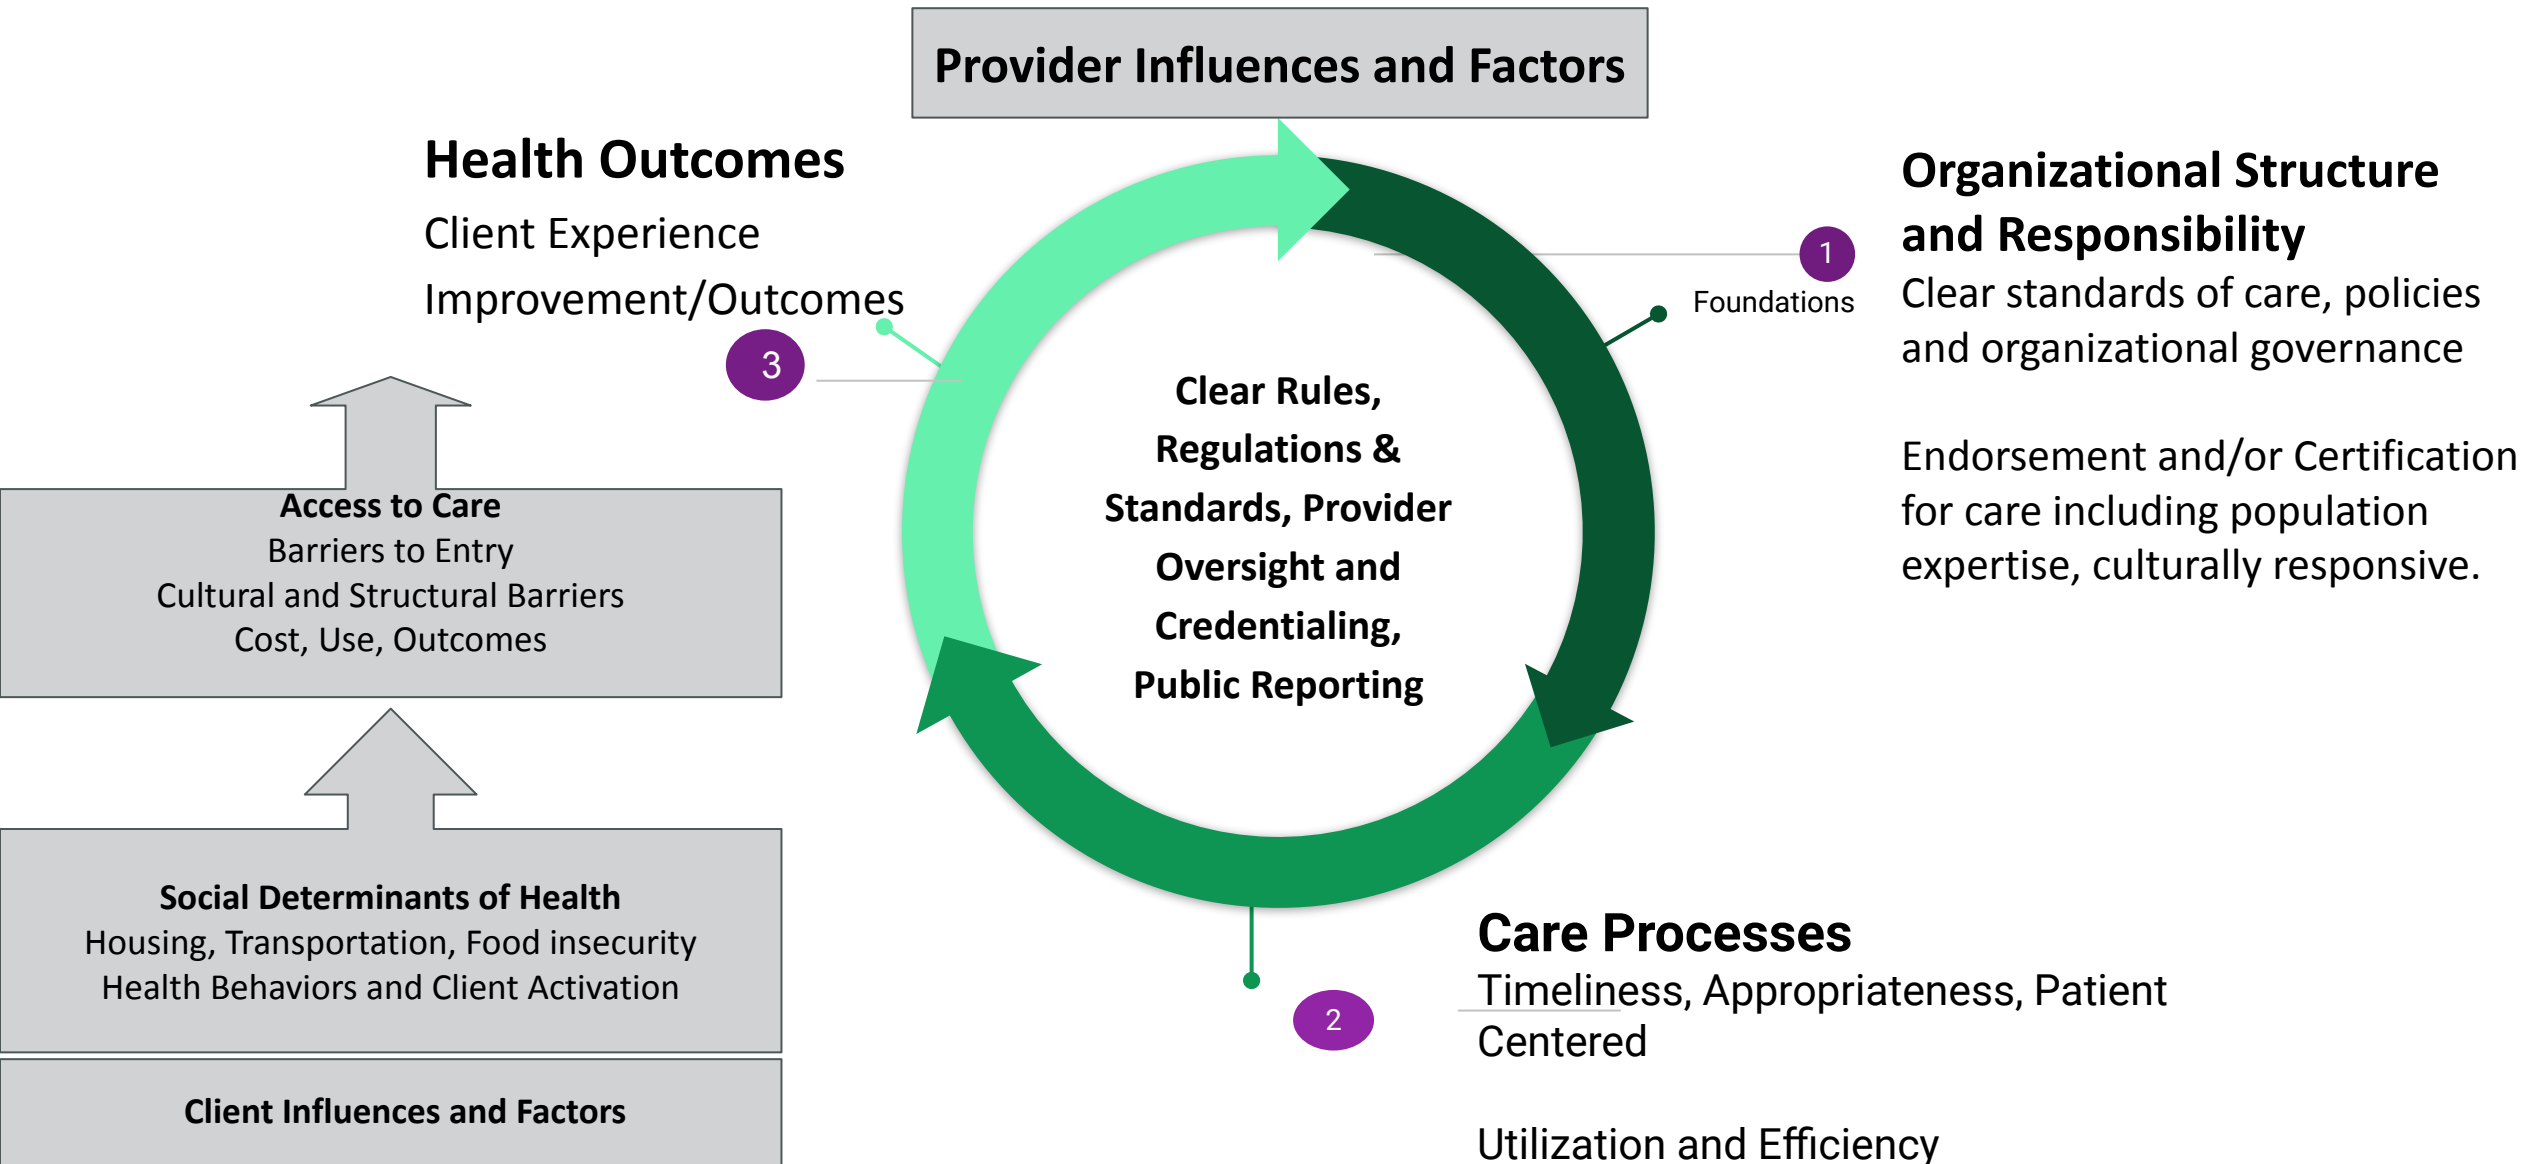 Provider Influences and Factors
Health Outcomes
Client Experience
Improvement/Outcomes
3
1
Foundations
Organizational Structure
and Responsibility
Clear standards of care, policies
and organizational governance
Endorsement and/or Certification
for care including population
expertise, culturally responsive.
Clear Rules,
Regulations &
Standards, Provider
Oversight and
Credentialing,
Public Reporting
Access to Care
Barriers to Entry
Cultural and Structural Barriers
Cost, Use, Outcomes
Social Determinants of Health
Housing, Transportation, Food insecurity
Health Behaviors and Client Activation
Client Influences and Factors
2
Care Processes
Timeliness, Appropriateness, Patient
Centered
Utilization and Efficiency